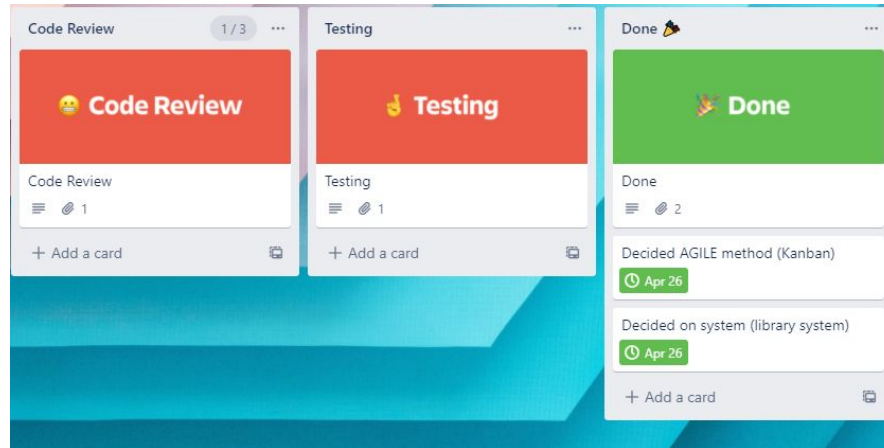 Code Review
1 / 3
😬 Code Review
Code Review
1
+ Add a card
Testing
🤞 Testing
Testing
1
+ Add a card
Done 🎉
🎉 Done
Done
2
Decided AGILE method (Kanban)
Apr 26
Decided on system (library system)
Apr 26
+ Add a card